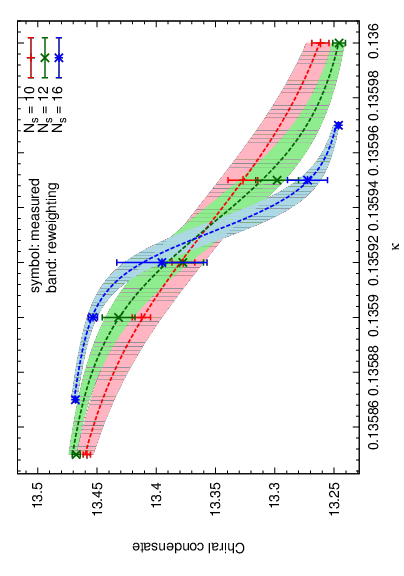 N_s = 10
N_s = 12
N_s = 16
symbol: measured
band: reweighting
Chiral condensate
13.5
13.45
13.4
13.35
13.3
13.25
0.13586
0.13588
0.1359
0.13592
0.13594
0.13596
0.13598
0.136
κ